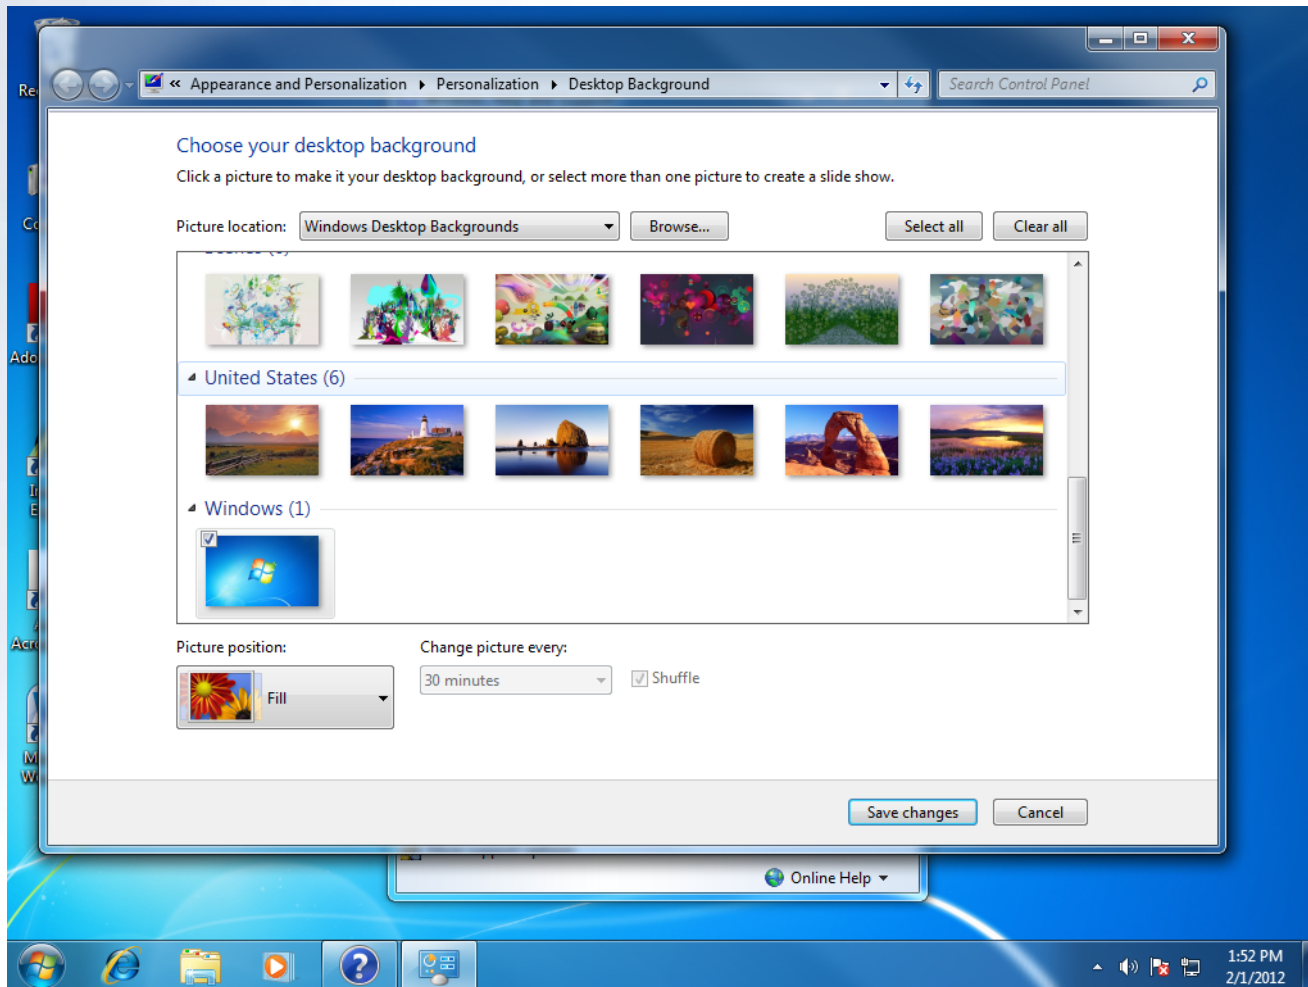 « Appearance and Personalization ▸ Personalization ▸ Desktop Background
Search Control Panel
Choose your desktop background
Click a picture to make it your desktop background, or select more than one picture to create a slide show.
Picture location: Windows Desktop Backgrounds Browse... Select all Clear all
United States (6)
Windows (1)
Picture position: Change picture every:
Fill 30 minutes Shuffle
Save changes Cancel
Online Help
1:52 PM
2/1/2012